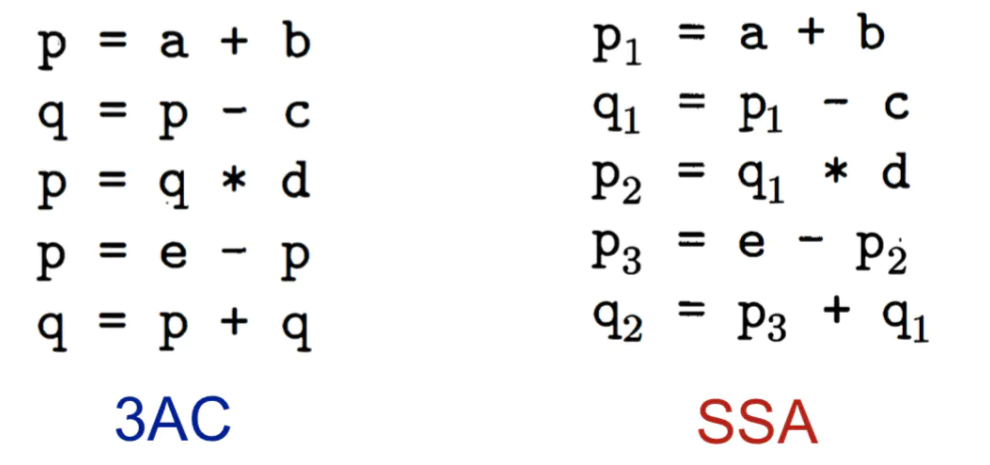 p = a + b
q = p - c
p = q * d
p = e - p
q = p + q
3AC
p₁ = a + b
q₁ = p₁ - c
p₂ = q₁ * d
p₃ = e - p₂
q₂ = p₃ + q₁
SSA